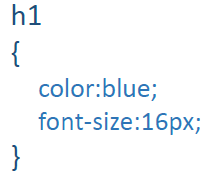 h1
{
color:blue;
font-size:16px;
}